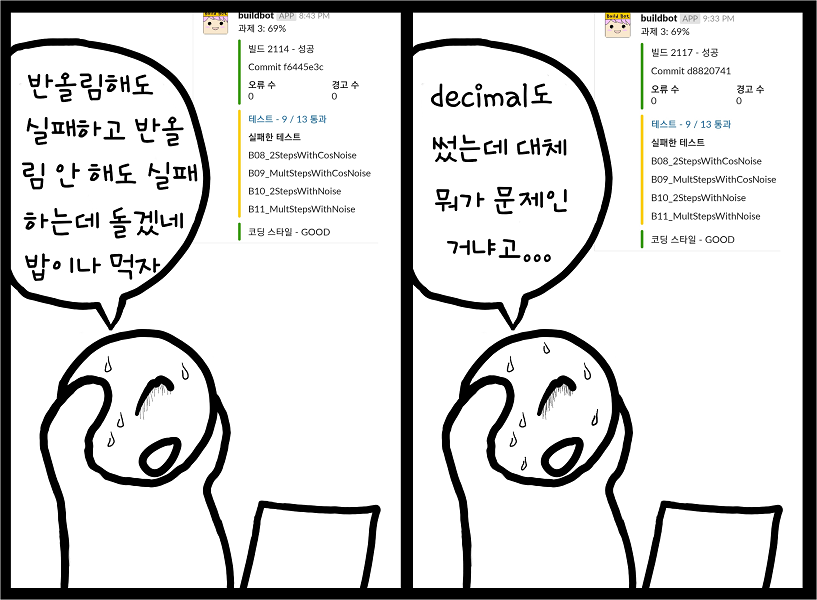 Build Bot
buildbot APP 8:43 PM
과제 3: 69%
빌드 2114 - 성공
Commit f6445e3c
오류 수 경고 수
0 0
테스트 - 9 / 13 통과
실패한 테스트
B08_2StepsWithCosNoise
B09_MultStepsWithCosNoise
B10_2StepsWithNoise
B11_MultStepsWithNoise
코딩 스타일 - GOOD
반올림해도
실패하고 반올
림 안 해도 실패
하는데 돌겠네
밥이나 먹자
Build Bot
buildbot APP 9:33 PM
과제 3: 69%
빌드 2117 - 성공
Commit d8820741
오류 수 경고 수
0 0
테스트 - 9 / 13 통과
실패한 테스트
B08_2StepsWithCosNoise
B09_MultStepsWithCosNoise
B10_2StepsWithNoise
B11_MultStepsWithNoise
코딩 스타일 - GOOD
decimal도
썼는데 대체
뭐가 문제인
거냐고...